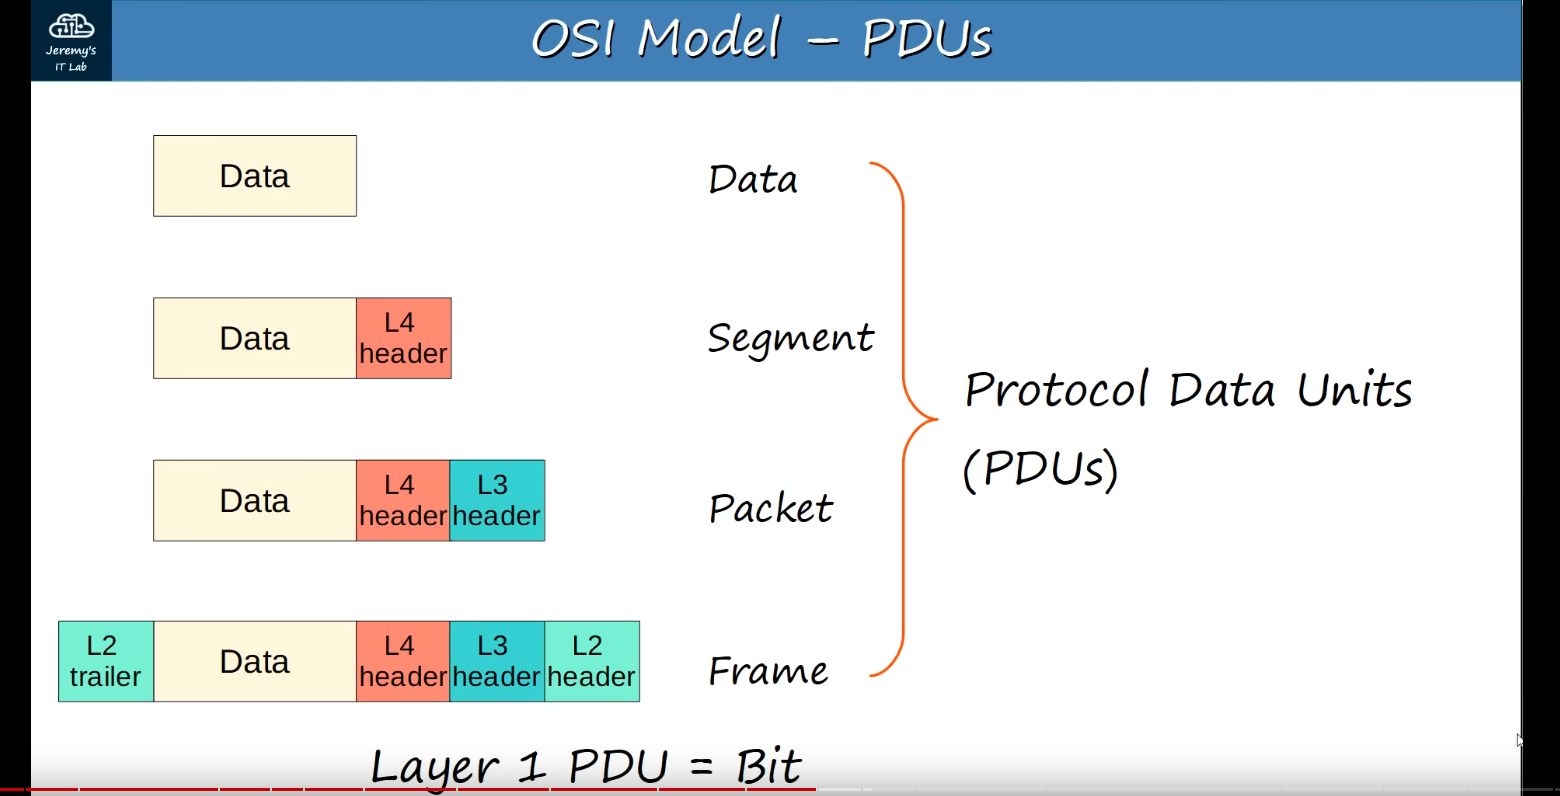 Jeremy's
IT Lab
OSI Model – PDUs
Data
Data
Data
L4
header
Segment
Data
L4
header
L3
header
Packet
Protocol Data Units
(PDUs)
L2
trailer
Data
L4
header
L3
header
L2
header
Frame
Layer 1 PDU = Bit